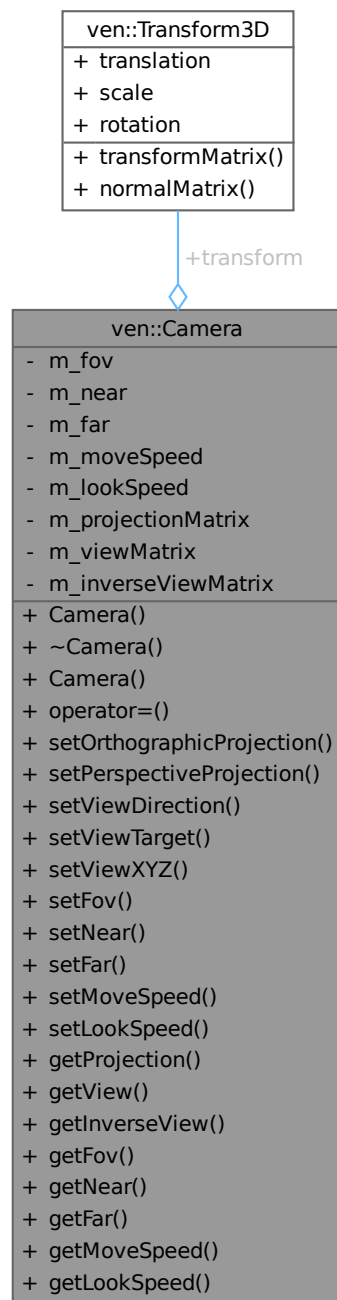 ven::Transform3D
+ translation
+ scale
+ rotation
+ transformMatrix()
+ normalMatrix()
+transform
ven::Camera
- m_fov
- m_near
- m_far
- m_moveSpeed
- m_lookSpeed
- m_projectionMatrix
- m_viewMatrix
- m_inverseViewMatrix
+ Camera()
+ ~Camera()
+ Camera()
+ operator=()
+ setOrthographicProjection()
+ setPerspectiveProjection()
+ setViewDirection()
+ setViewTarget()
+ setViewXYZ()
+ setFov()
+ setNear()
+ setFar()
+ setMoveSpeed()
+ setLookSpeed()
+ getProjection()
+ getView()
+ getInverseView()
+ getFov()
+ getNear()
+ getFar()
+ getMoveSpeed()
+ getLookSpeed()